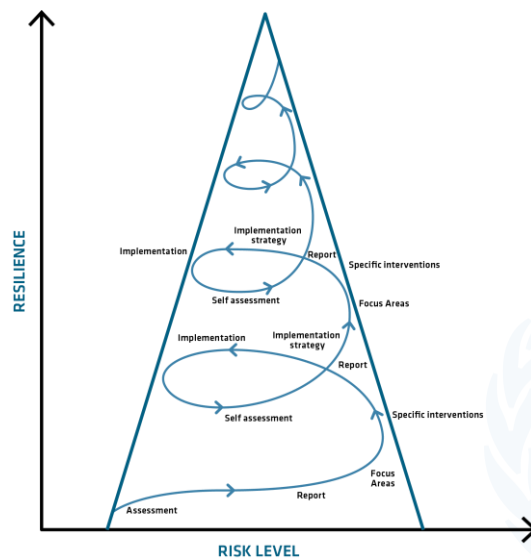 Implementation
strategy
Implementation
Report
Specific interventions
Self assessment
Focus Areas
Implementation
Implementation
strategy
Report
Self assessment
Specific interventions
Focus
Areas
Report
Assessment
RESILIENCE
RISK LEVEL